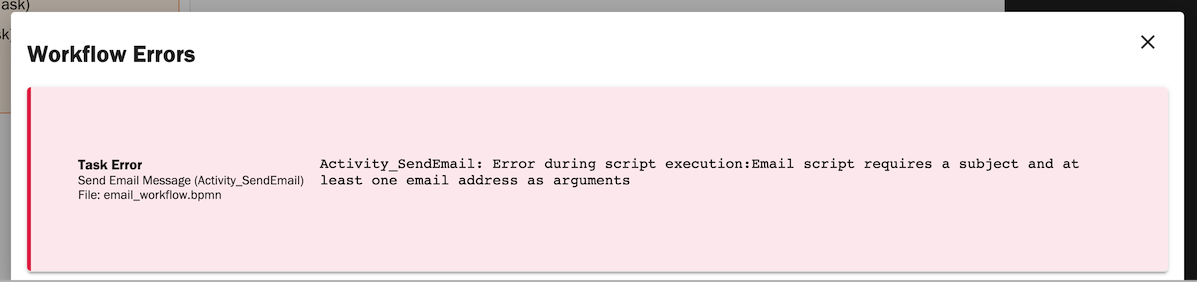 ask)
sk
Workflow Errors
Task Error
Send Email Message (Activity_SendEmail)
File: email_workflow.bpmn
Activity_SendEmail: Error during script execution:Email script requires a subject and at
least one email address as arguments